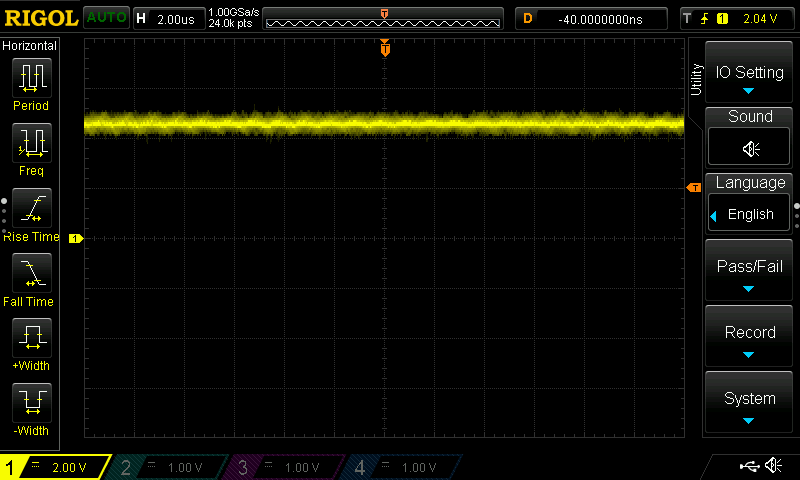 RIGOL AUTO H 2.00us 1.00GSa/s 24.0k pts T D -40.0000000ns T 1 2.04 V
Horizontal
Period
Freq
Rise Time
Fall Time
+Width
-Width
T
T
1
Utility
IO Setting
Sound
Language
English
Pass/Fail
Record
System
1 = 2.00 V 2 = 1.00 V 3 = 1.00 V 4 = 1.00 V